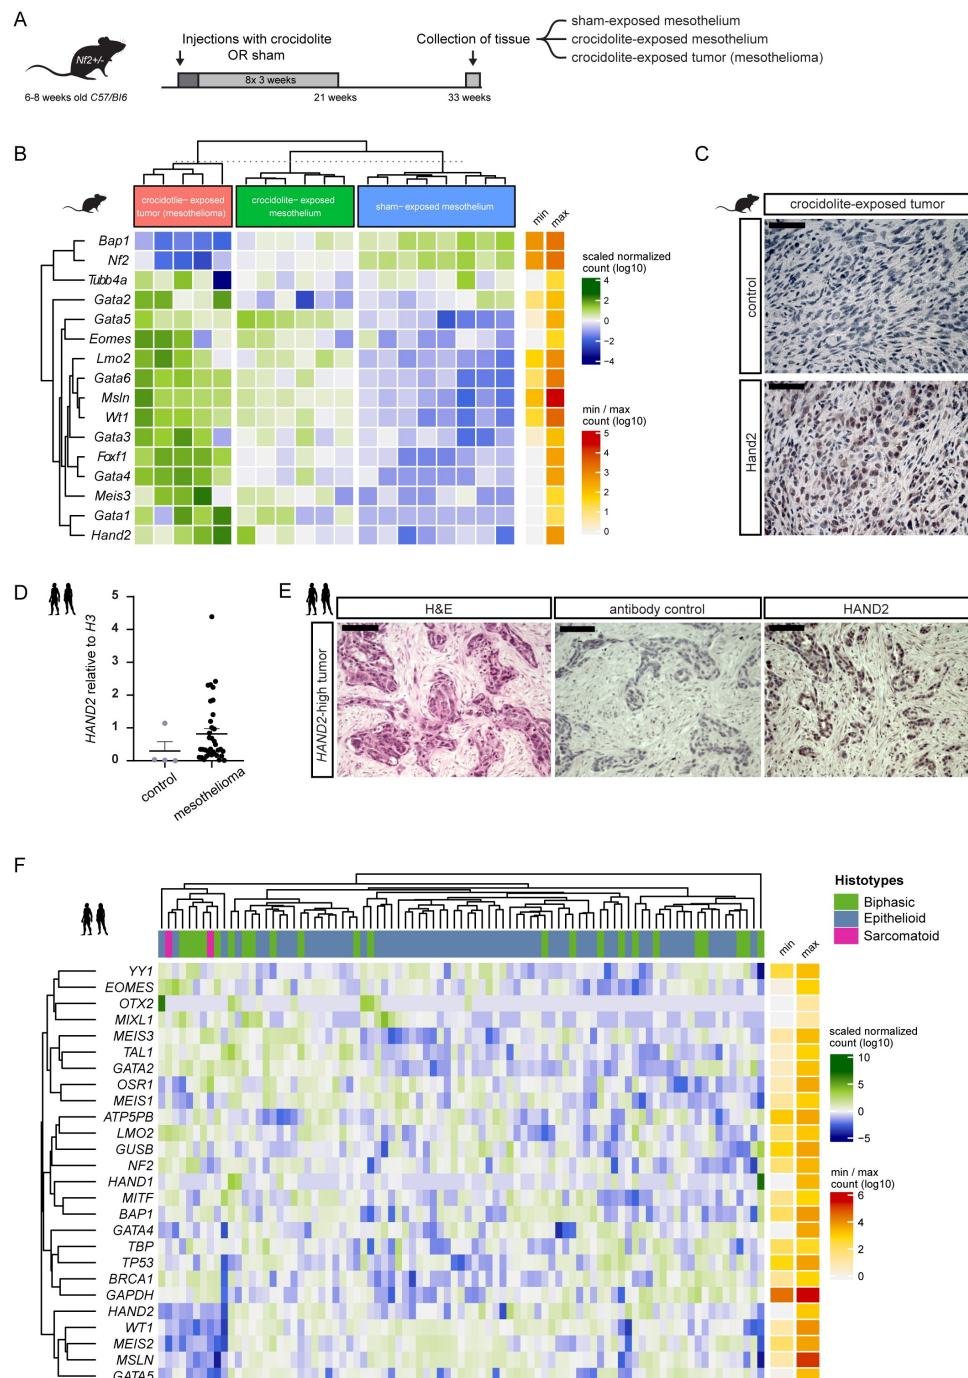 A
Nf2+/-
6-8 weeks old C57/Bl6
Injections with crocidolite
OR sham
8x 3 weeks
21 weeks
Collection of tissue
33 weeks
sham-exposed mesothelium
crocidolite-exposed mesothelium
crocidolite-exposed tumor (mesothelioma)
B
crocidotlie- exposed
tumor (mesothelioma)
crocidolite- exposed
mesothelium
sham- exposed mesothelium
min
max
Bap1
Nf2
Tubb4a
Gata2
Gata5
Eomes
Lmo2
Gata6
Msln
Wt1
Gata3
Foxf1
Gata4
Meis3
Gata1
Hand2
scaled normalized
count (log10)
4
2
0
−2
−4
min / max
count (log10)
5
4
3
2
1
0
C
crocidolite-exposed tumor
control
Hand2
D
HAND2 relative to H3
5
4
3
2
1
0
control
mesothelioma
E
H&E
antibody control
HAND2
HAND2-high tumor
F
Histotypes
Biphasic
Epithelioid
Sarcomatoid
min
max
YY1
EOMES
OTX2
MIXL1
MEIS3
TAL1
GATA2
OSR1
MEIS1
ATP5PB
LMO2
GUSB
NF2
HAND1
MITF
BAP1
GATA4
TBP
TP53
BRCA1
GAPDH
HAND2
WT1
MEIS2
MSLN
GATA5
scaled normalized
count (log10)
10
5
0
−5
min / max
count (log10)
6
4
2
0